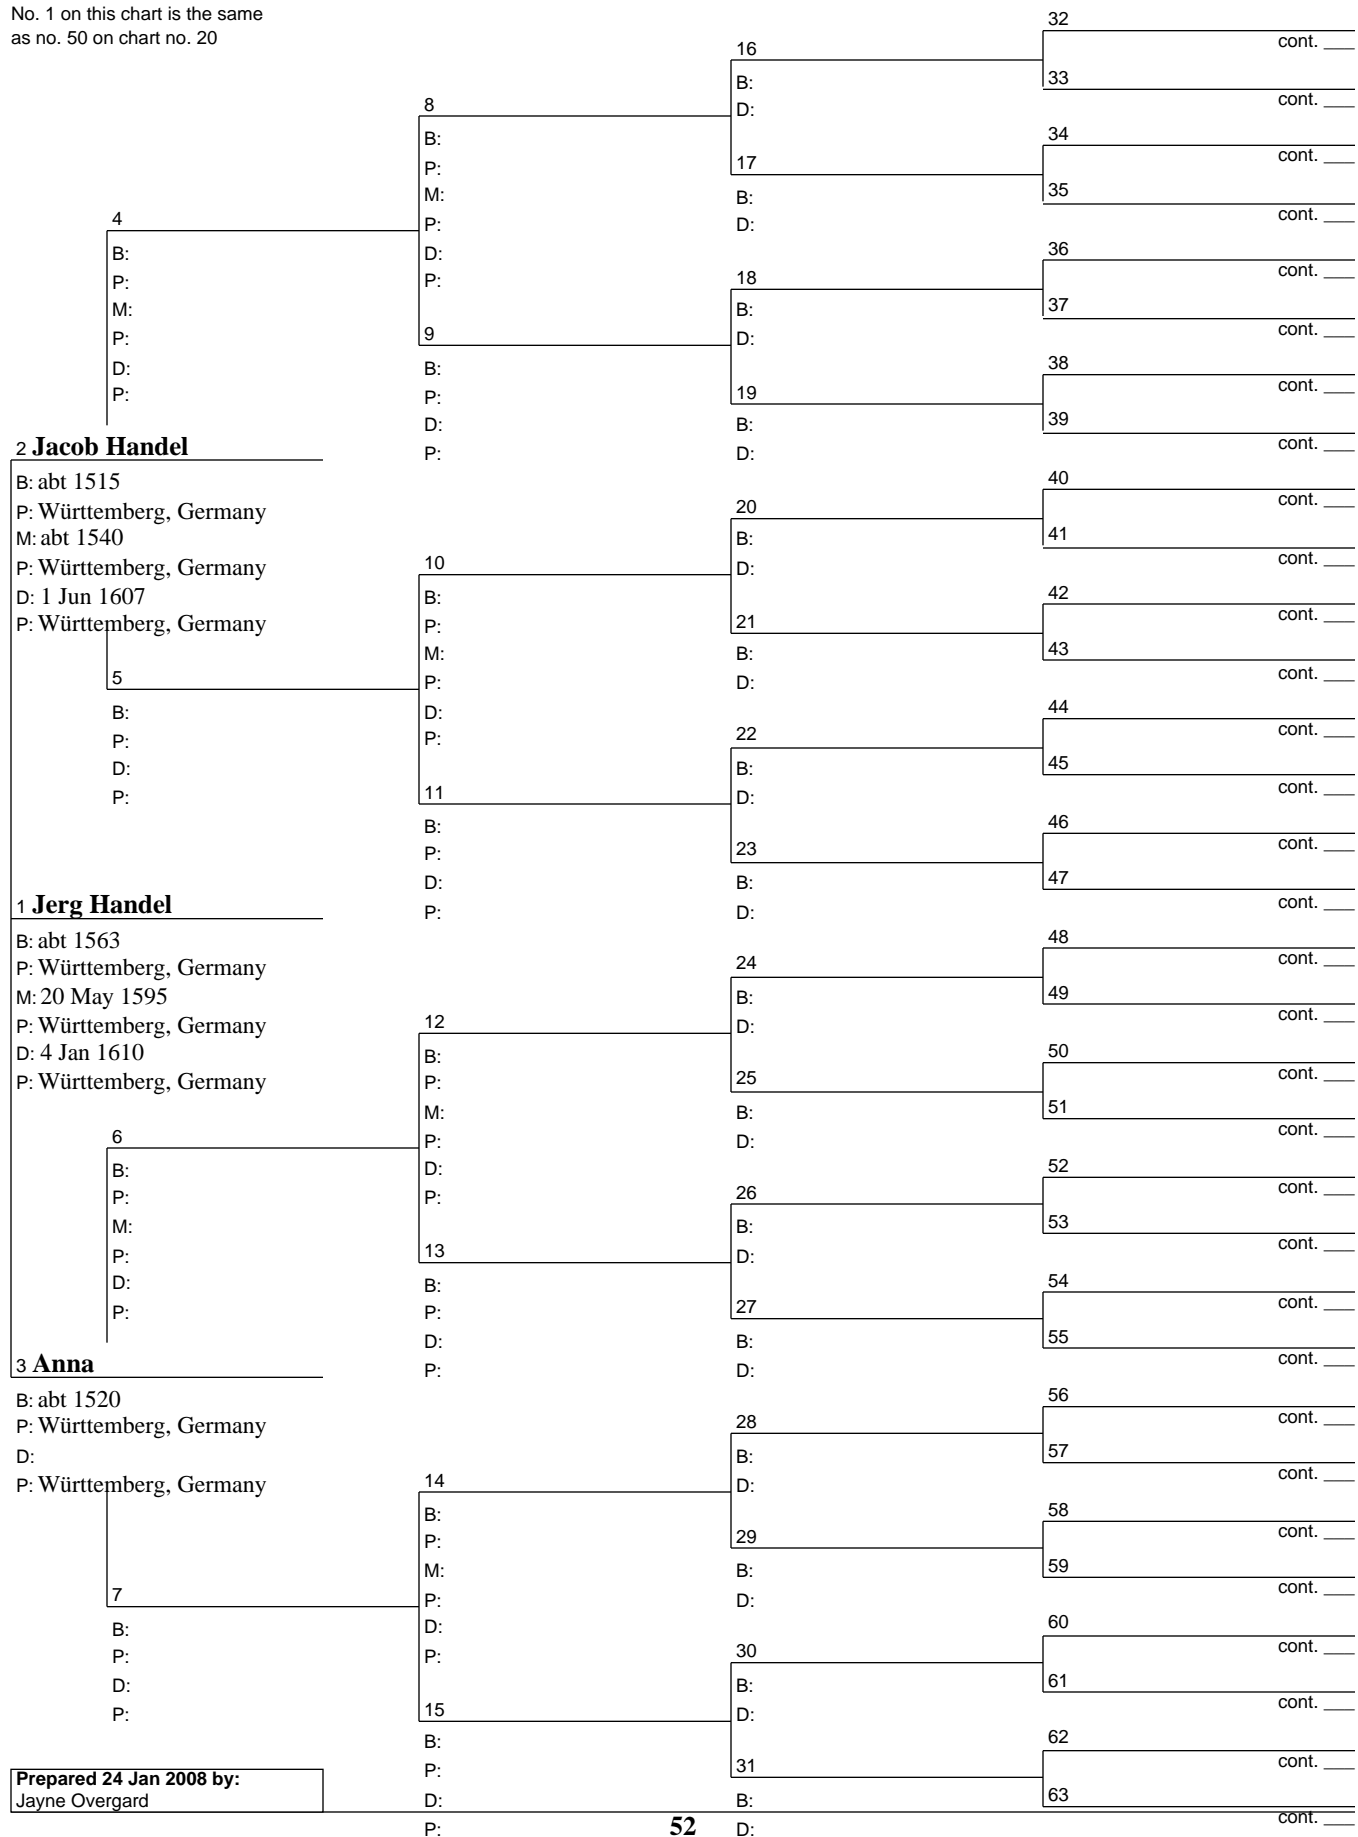 No. 1 on this chart is the same
as no. 50 on chart no. 20
4
B:
P:
M:
P:
D:
P:
2 Jacob Handel
B: abt 1515
P: Württemberg, Germany
M: abt 1540
P: Württemberg, Germany
D: 1 Jun 1607
P: Württemberg, Germany
5
B:
P:
D:
P:
1 Jerg Handel
B: abt 1563
P: Württemberg, Germany
M: 20 May 1595
P: Württemberg, Germany
D: 4 Jan 1610
P: Württemberg, Germany
6
B:
P:
M:
P:
D:
P:
3 Anna
B: abt 1520
P: Württemberg, Germany
D:
P: Württemberg, Germany
7
B:
P:
D:
P:
8
B:
P:
M:
P:
D:
P:
9
B:
P:
D:
P:
10
B:
P:
M:
P:
D:
P:
11
B:
P:
D:
P:
12
B:
P:
M:
P:
D:
P:
13
B:
P:
D:
P:
14
B:
P:
M:
P:
D:
P:
15
B:
P:
D:
P:
16
B:
D:
17
B:
D:
18
B:
D:
19
B:
D:
20
B:
D:
21
B:
D:
22
B:
D:
23
B:
D:
24
B:
D:
25
B:
D:
26
B:
D:
27
B:
D:
28
B:
D:
29
B:
D:
30
B:
D:
31
B:
D:
32
cont. ___
33
cont. ___
34
cont. ___
35
cont. ___
36
cont. ___
37
cont. ___
38
cont. ___
39
cont. ___
40
cont. ___
41
cont. ___
42
cont. ___
43
cont. ___
44
cont. ___
45
cont. ___
46
cont. ___
47
cont. ___
48
cont. ___
49
cont. ___
50
cont. ___
51
cont. ___
52
cont. ___
53
cont. ___
54
cont. ___
55
cont. ___
56
cont. ___
57
cont. ___
58
cont. ___
59
cont. ___
60
cont. ___
61
cont. ___
62
cont. ___
63
cont. ___
Prepared 24 Jan 2008 by:
Jayne Overgard
52